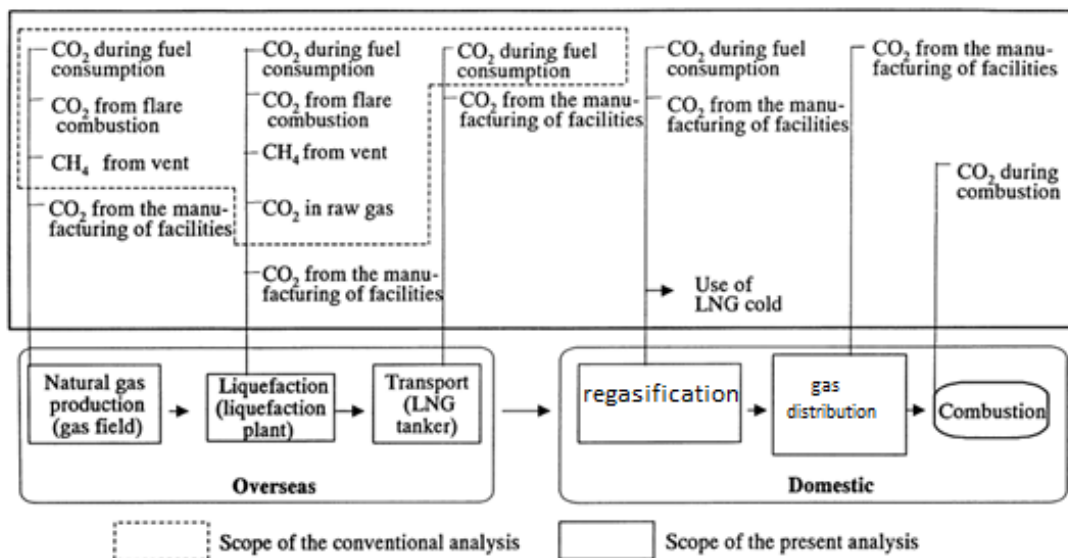 CO2 during fuel
consumption
CO2 from flare
combustion
CH4 from vent
CO2 from the manu-
facturing of facilities
CO2 during fuel
consumption
CO2 from flare
combustion
CH4 from vent
CO2 in raw gas
CO2 from the manu-
facturing of facilities
CO2 during fuel
consumption
CO2 from the manu-
facturing of facilities
CO2 during fuel
consumption
CO2 from the manu-
facturing of facilities
Use of
LNG cold
CO2 from the manu-
facturing of facilities
CO2 during
combustion
Natural gas
production
(gas field)
Liquefaction
(liquefaction
plant)
Transport
(LNG
tanker)
regasification
gas
distribution
Combustion
Overseas
Domestic
Scope of the conventional analysis
Scope of the present analysis